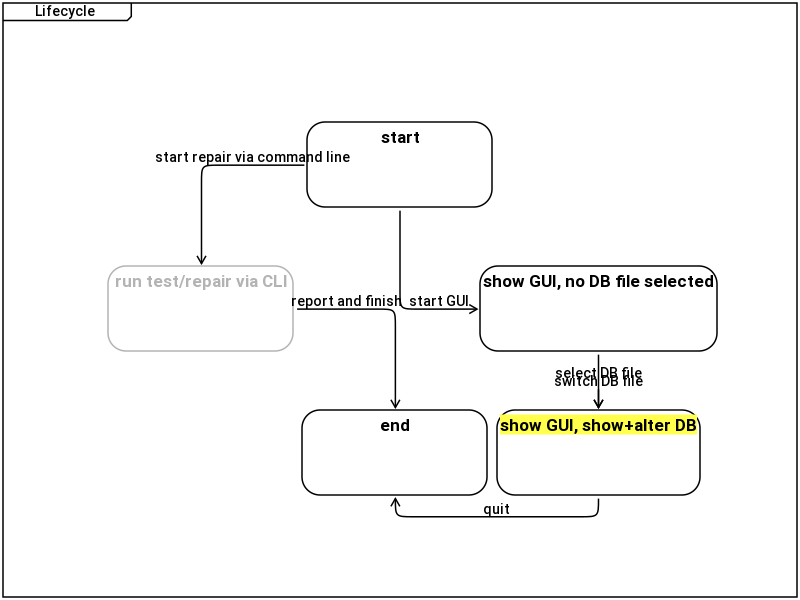 Lifecycle
start
start repair via command line
run test/repair via CLI
show GUI, no DB file selected
report and finish
start GUI
select DB file
switch DB file
end
show GUI, show+alter DB
quit